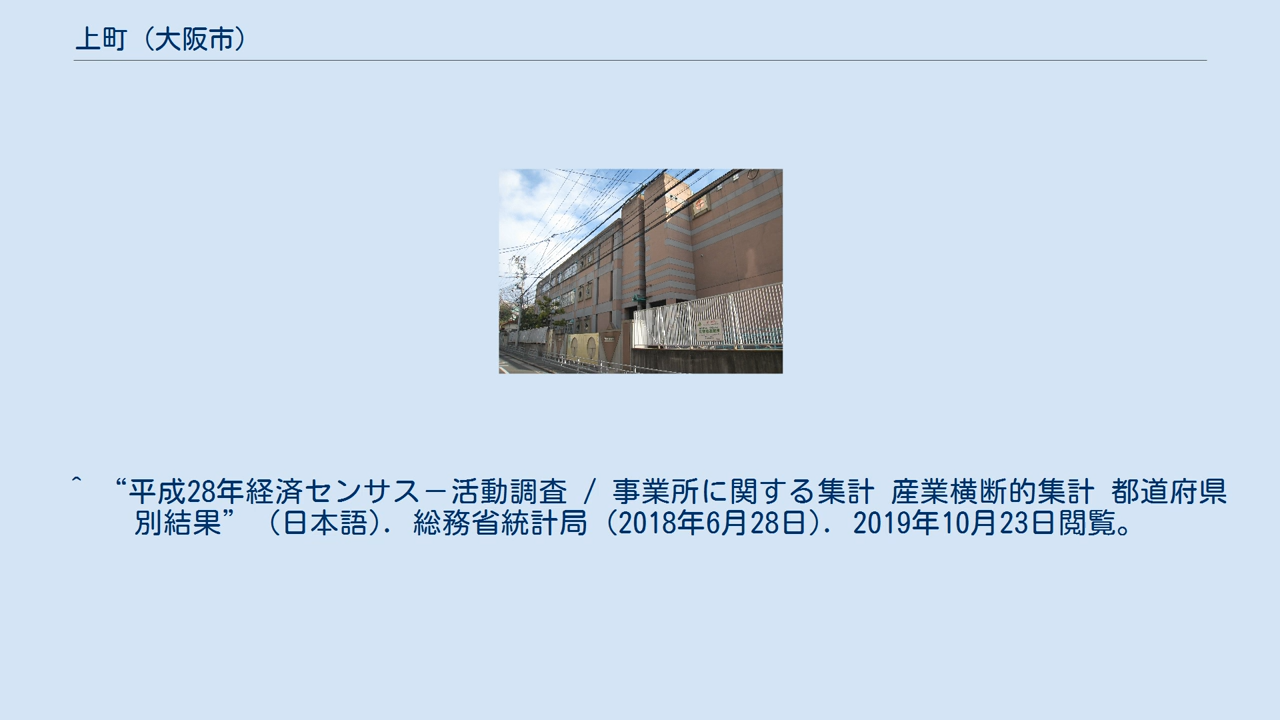 上町（大阪市）
^ “平成28年経済センサス－活動調査 / 事業所に関する集計 産業横断的集計 都道府県
別結果” （日本語）. 総務省統計局 (2018年6月28日). 2019年10月23日閲覧。